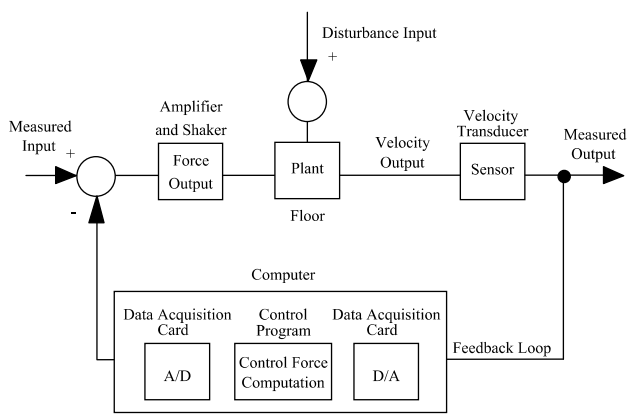 Disturbance Input
+
Amplifier
and Shaker
Velocity
Transducer
Measured
Input
+
Force
Output
Plant
Velocity
Output
Sensor
Measured
Output
-
Floor
Computer
Data Acquisition
Card
Control
Program
Data Acquisition
Card
A/D
Control Force
Computation
D/A
Feedback Loop